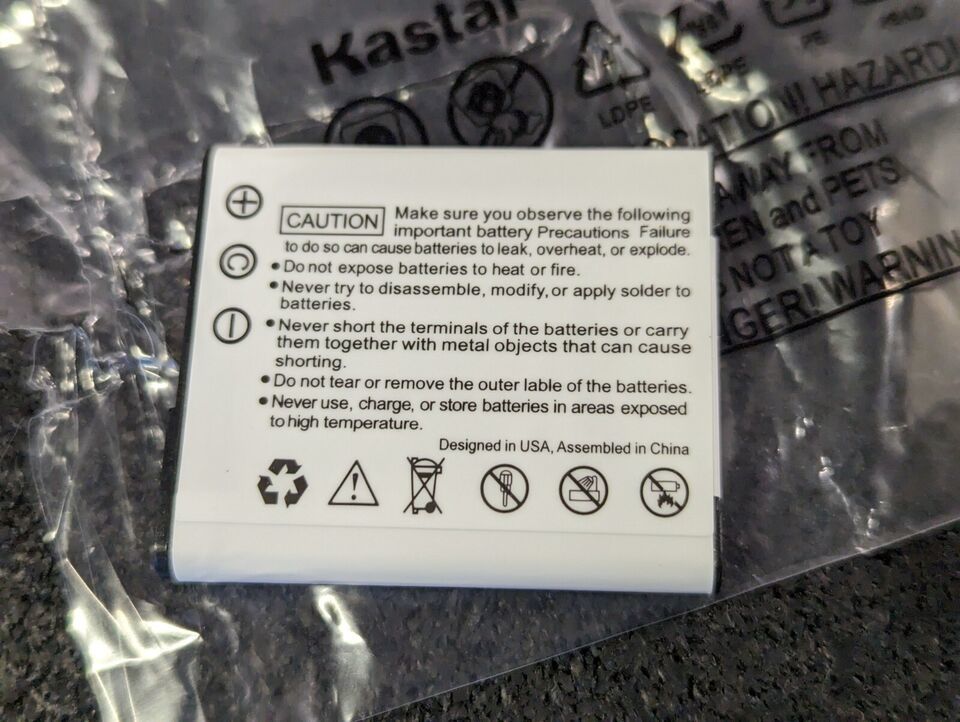 Kastar
LDPE
PE
HAZARD
AWAY FROM
and PETS
NOT A TOY
WARNIN
CAUTION
Make sure you observe the following
important battery Precautions Failure
to do so can cause batteries to leak, overheat, or explode.
•Do not expose batteries to heat or fire.
•Never try to disassemble, modify, or apply solder to
batteries.
•Never short the terminals of the batteries or carry
them together with metal objects that can cause
shorting.
•Do not tear or remove the outer lable of the batteries.
•Never use, charge, or store batteries in areas exposed
to high temperature.
Designed in USA, Assembled in China